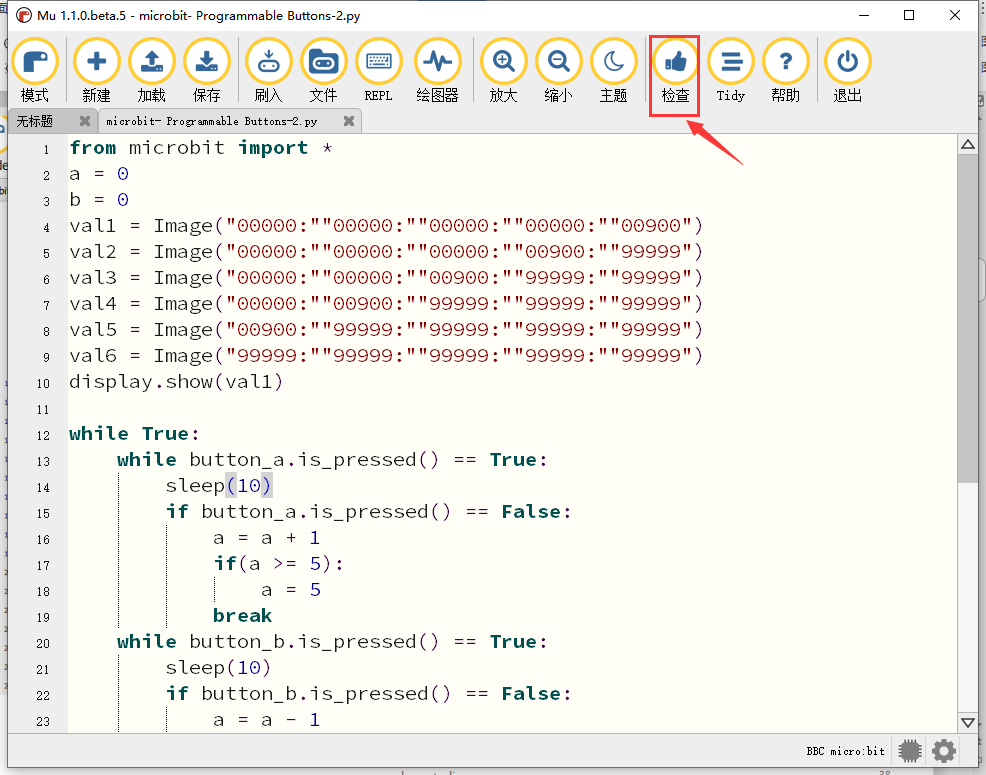 Mu 1.1.0.beta.5 - microbit- Programmable Buttons-2.py
模式 新建 加载 保存 刷入 文件 REPL 绘图器 放大 缩小 主题 检查 Tidy 帮助 退出
无标题 microbit- Programmable Buttons-2.py
1 from microbit import *
2 a = 0
3 b = 0
4 val1 = Image("00000:""00000:""00000:""00000:""00900")
5 val2 = Image("00000:""00000:""00000:""00900:""99999")
6 val3 = Image("00000:""00000:""00900:""99999:""99999")
7 val4 = Image("00000:""00900:""99999:""99999:""99999")
8 val5 = Image("00900:""99999:""99999:""99999:""99999")
9 val6 = Image("99999:""99999:""99999:""99999:""99999")
10 display.show(val1)
11
12 while True:
13 while button_a.is_pressed() == True:
14 sleep(10)
15 if button_a.is_pressed() == False:
16 a = a + 1
17 if(a >= 5):
18 a = 5
19 break
20 while button_b.is_pressed() == True:
21 sleep(10)
22 if button_b.is_pressed() == False:
23 a = a - 1
BBC micro:bit